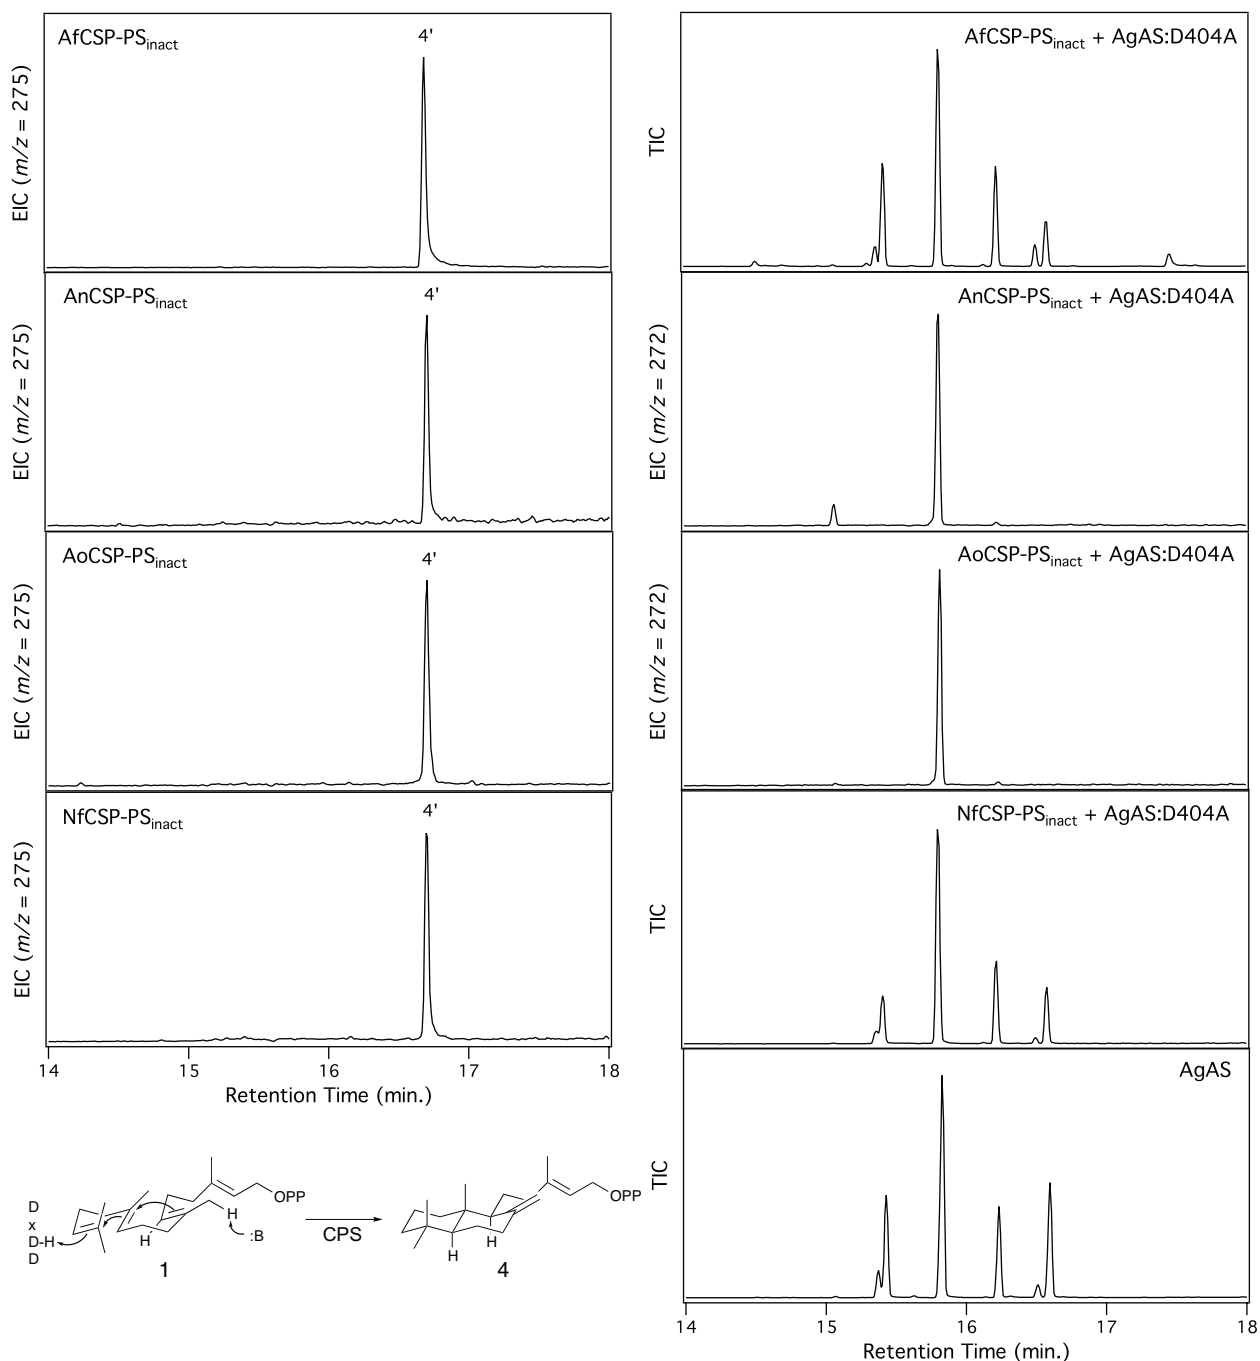 AfCSP-PSinact
4'
EIC (m/z = 275)
AnCSP-PSinact
4'
EIC (m/z = 275)
AoCSP-PSinact
4'
EIC (m/z = 275)
NfCSP-PSinact
4'
EIC (m/z = 275)
14 15 16 17 18
Retention Time (min.)
AfCSP-PSinact + AgAS:D404A
TIC
AnCSP-PSinact + AgAS:D404A
EIC (m/z = 272)
AoCSP-PSinact + AgAS:D404A
EIC (m/z = 272)
NfCSP-PSinact + AgAS:D404A
TIC
AgAS
TIC
14 15 16 17 18
Retention Time (min.)
D
x
D-H
D
H
H
:B
OPP
1
CPS
H
H
OPP
4